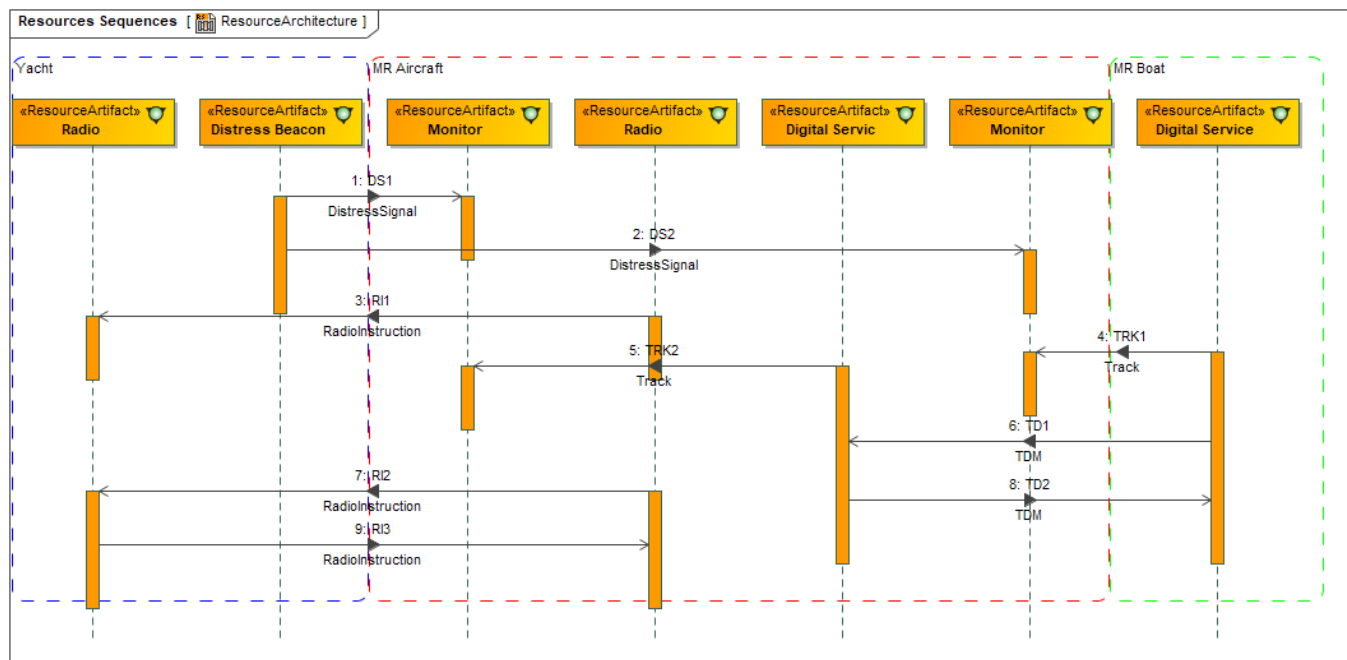 Resources Sequences [ ResourceArchitecture ]
Yacht
MR Aircraft
MR Boat
«ResourceArtifact»
Radio
«ResourceArtifact»
Distress Beacon
«ResourceArtifact»
Monitor
«ResourceArtifact»
Radio
«ResourceArtifact»
Digital Servic
«ResourceArtifact»
Monitor
«ResourceArtifact»
Digital Service
1: DS1
DistressSignal
2: DS2
DistressSignal
3: RI1
RadioInstruction
4: TRK1
Track
5: TRK2
Track
6: TD1
TDM
7: RI2
RadioInstruction
8: TD2
TDM
9: RI3
RadioInstruction